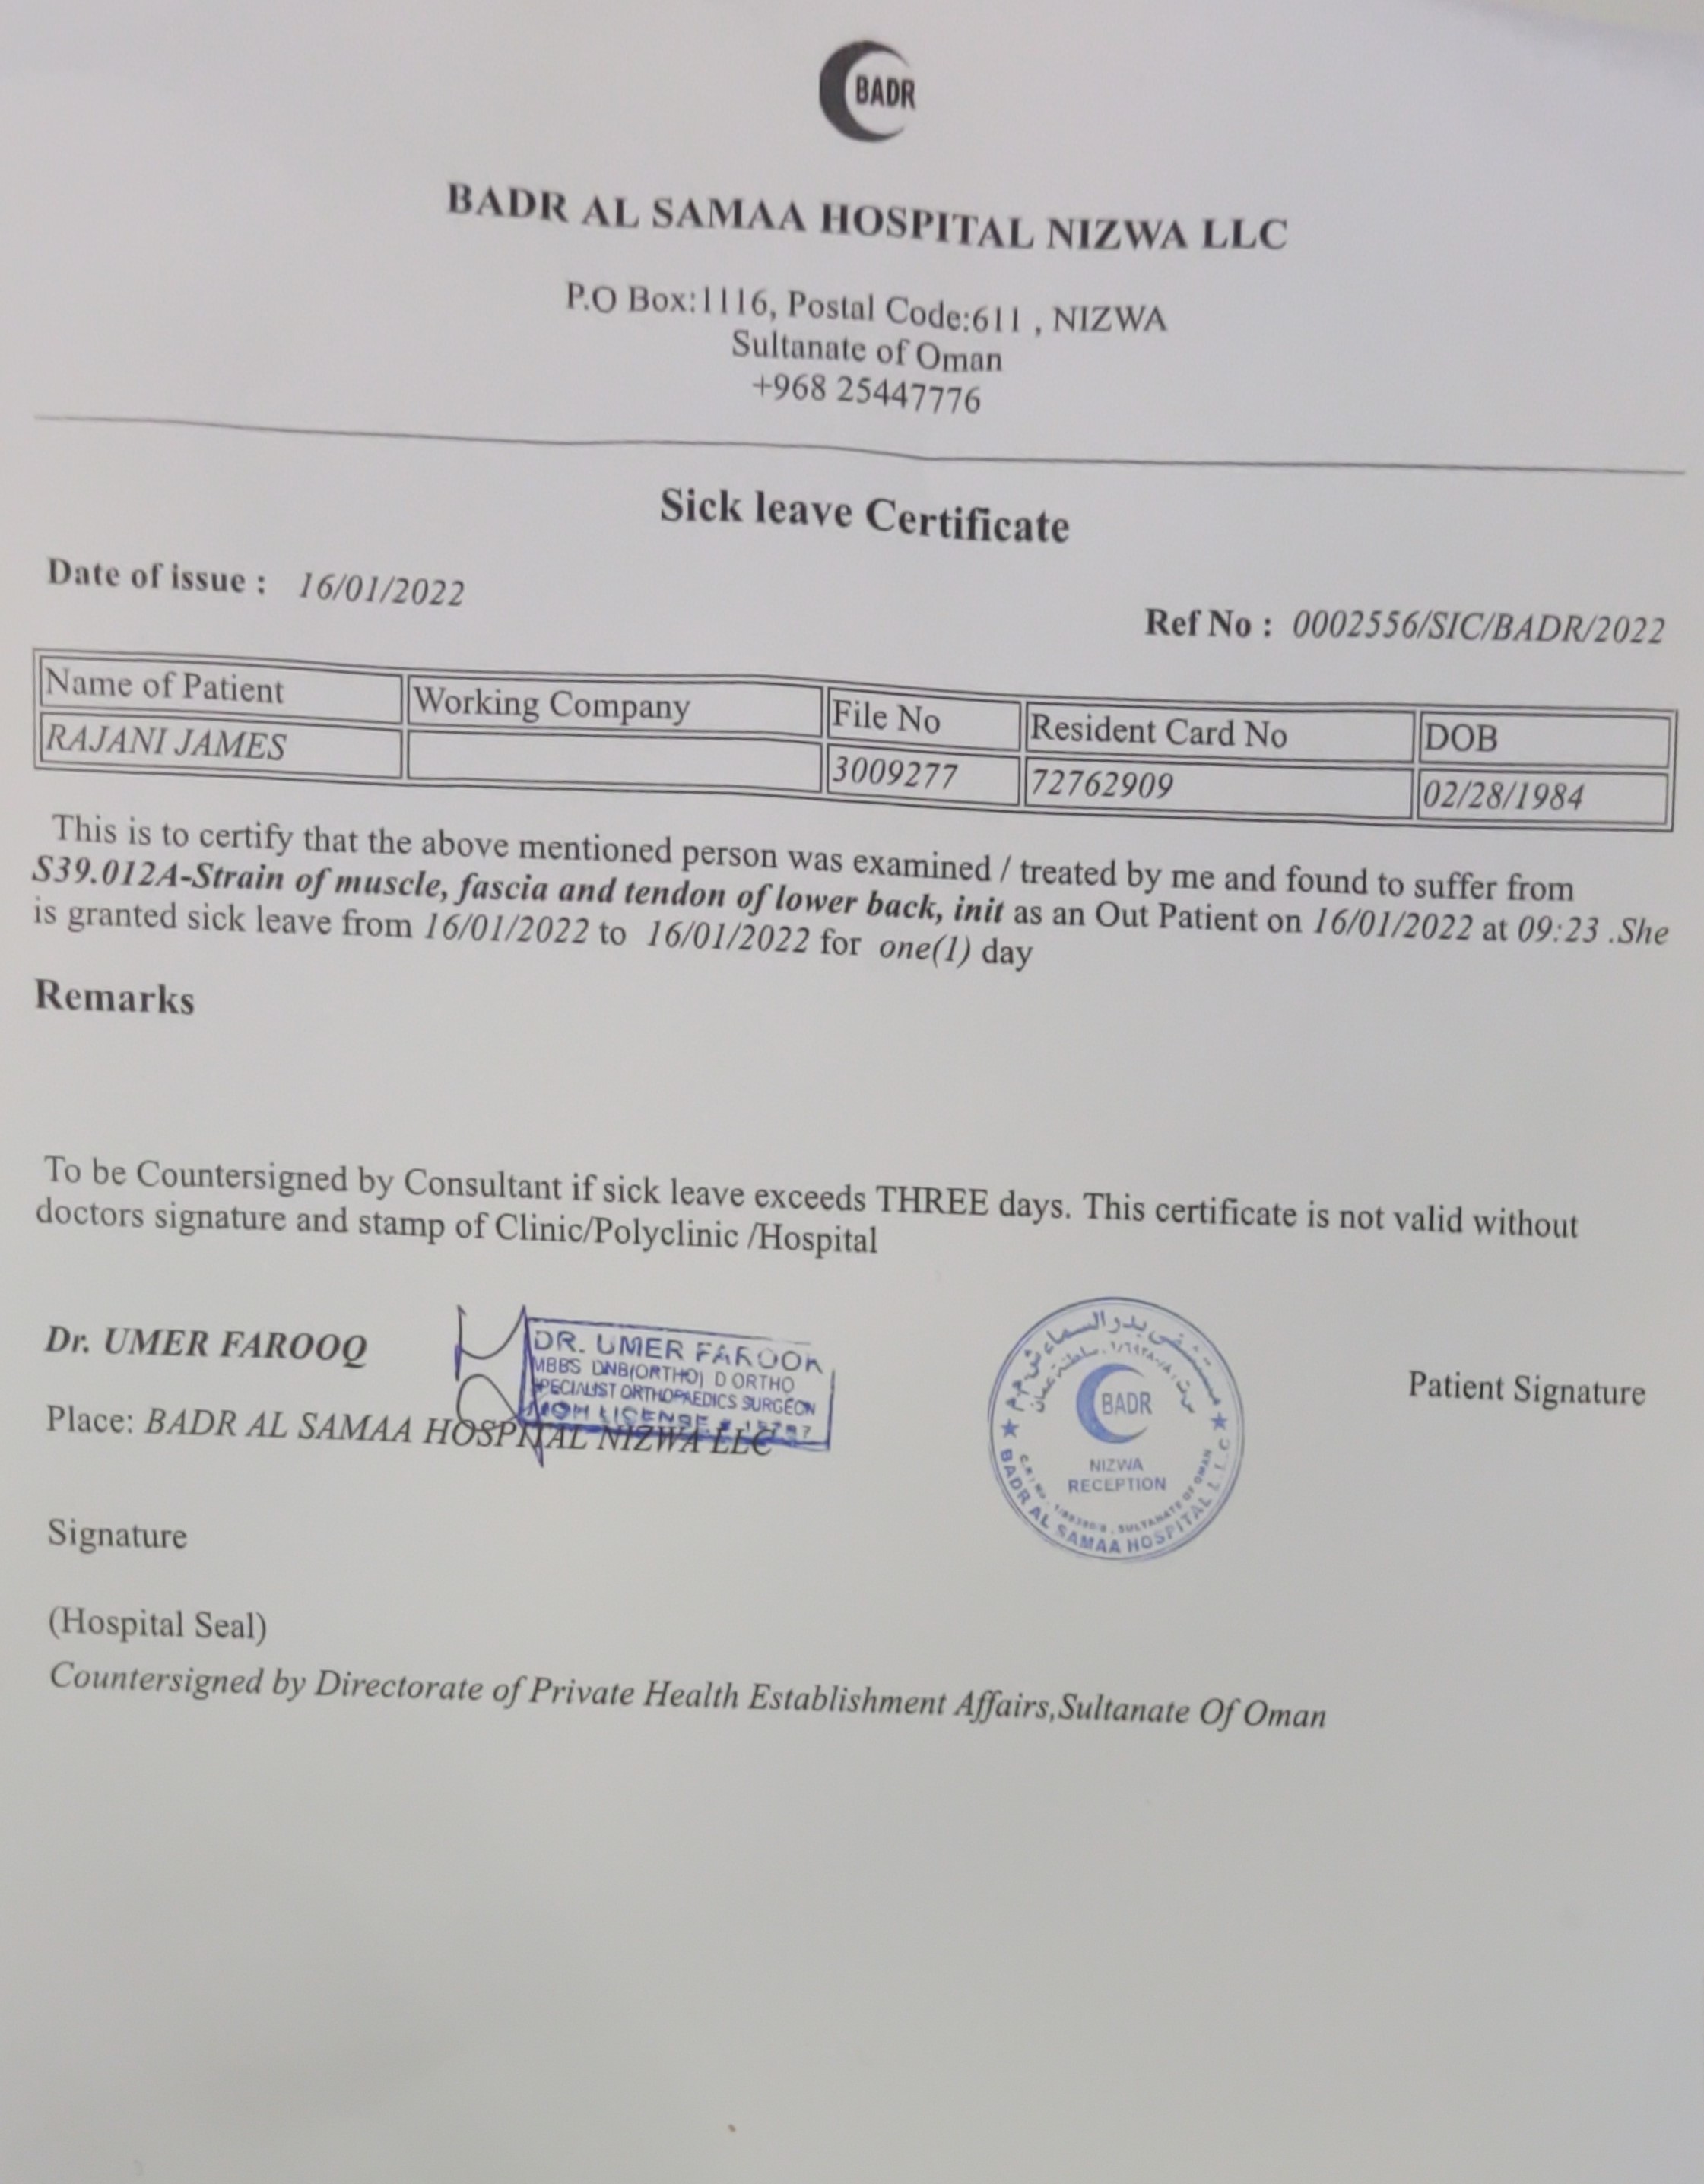 BADR
BADR AL SAMAA HOSPITAL NIZWA LLC
P.O Box:1116, Postal Code:611 , NIZWA
Sultanate of Oman
+968 25447776
Sick leave Certificate
Date of issue : 16/01/2022
Ref No : 0002556/SIC/BADR/2022
Name of Patient Working Company File No Resident Card No DOB
RAJANI JAMES 3009277 72762909 02/28/1984
This is to certify that the above mentioned person was examined / treated by me and found to suffer from
S39.012A-Strain of muscle, fascia and tendon of lower back, init as an Out Patient on 16/01/2022 at 09:23 .She
is granted sick leave from 16/01/2022 to 16/01/2022 for one(1) day
Remarks
To be Countersigned by Consultant if sick leave exceeds THREE days. This certificate is not valid without
doctors signature and stamp of Clinic/Polyclinic /Hospital
Dr. UMER FAROOQ
DR. UMER FAROOK
MBBS DNB(ORTHO) D ORTHO
SPECIALIST ORTHOPAEDICS SURGEON
MOH LICENSE #
Place: BADR AL SAMAA HOSPITAL NIZWA LLC
مستشفى بدر السماء ش م م
سلطنة عمان
BADR
NIZWA
RECEPTION
SULTANATE OF OMAN
BADR AL SAMAA HOSPITAL L L C
Patient Signature
Signature
(Hospital Seal)
Countersigned by Directorate of Private Health Establishment Affairs,Sultanate Of Oman